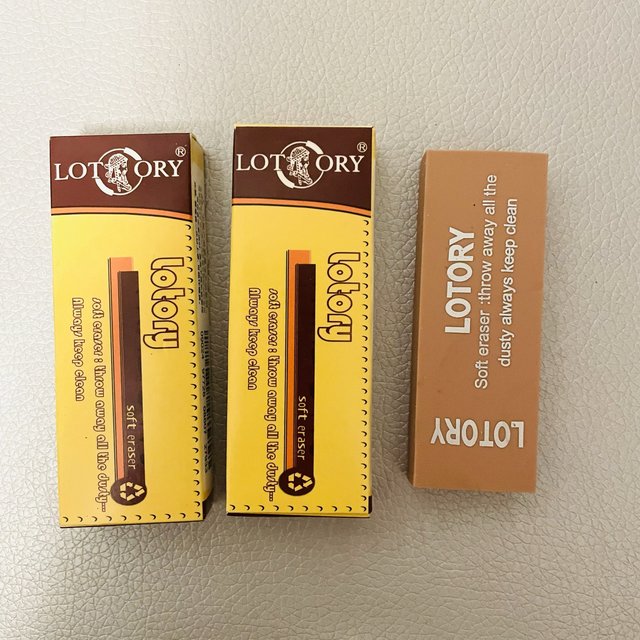 LOTORY®
lotory
soft eraser : throw away all the dusty...
Always keep clean
soft eraser
LOTORY®
lotory
soft eraser : throw away all the dusty...
Always keep clean
soft eraser
LOTORY
Soft eraser :throw away all the
dusty always keep clean
LOTORY